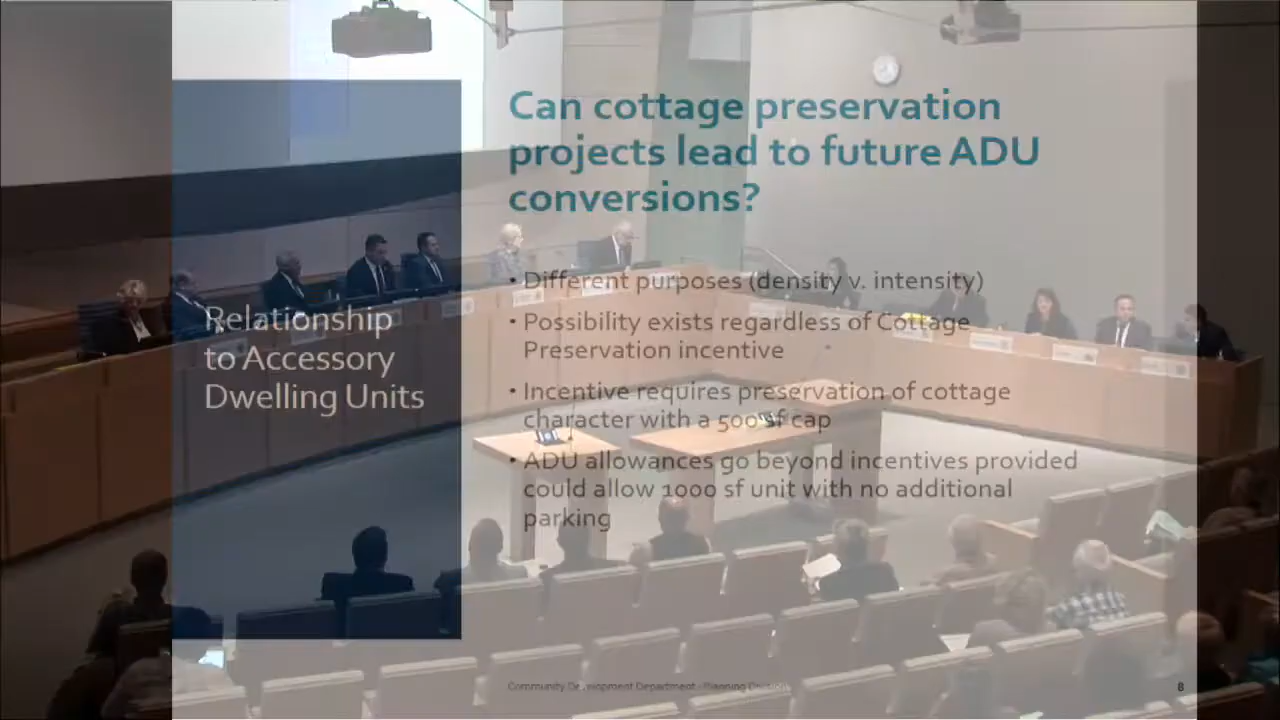 Can cottage preservation
projects lead to future ADU
conversions?
Relationship
to Accessory
Dwelling Units
• Different purposes (density v. intensity)
• Possibility exists regardless of Cottage
Preservation incentive
• Incentive requires preservation of cottage
character with a 500 sf cap
• ADU allowances go beyond incentives provided
could allow 1000 sf unit with no additional
parking
Community Development Department - Planning Division
8